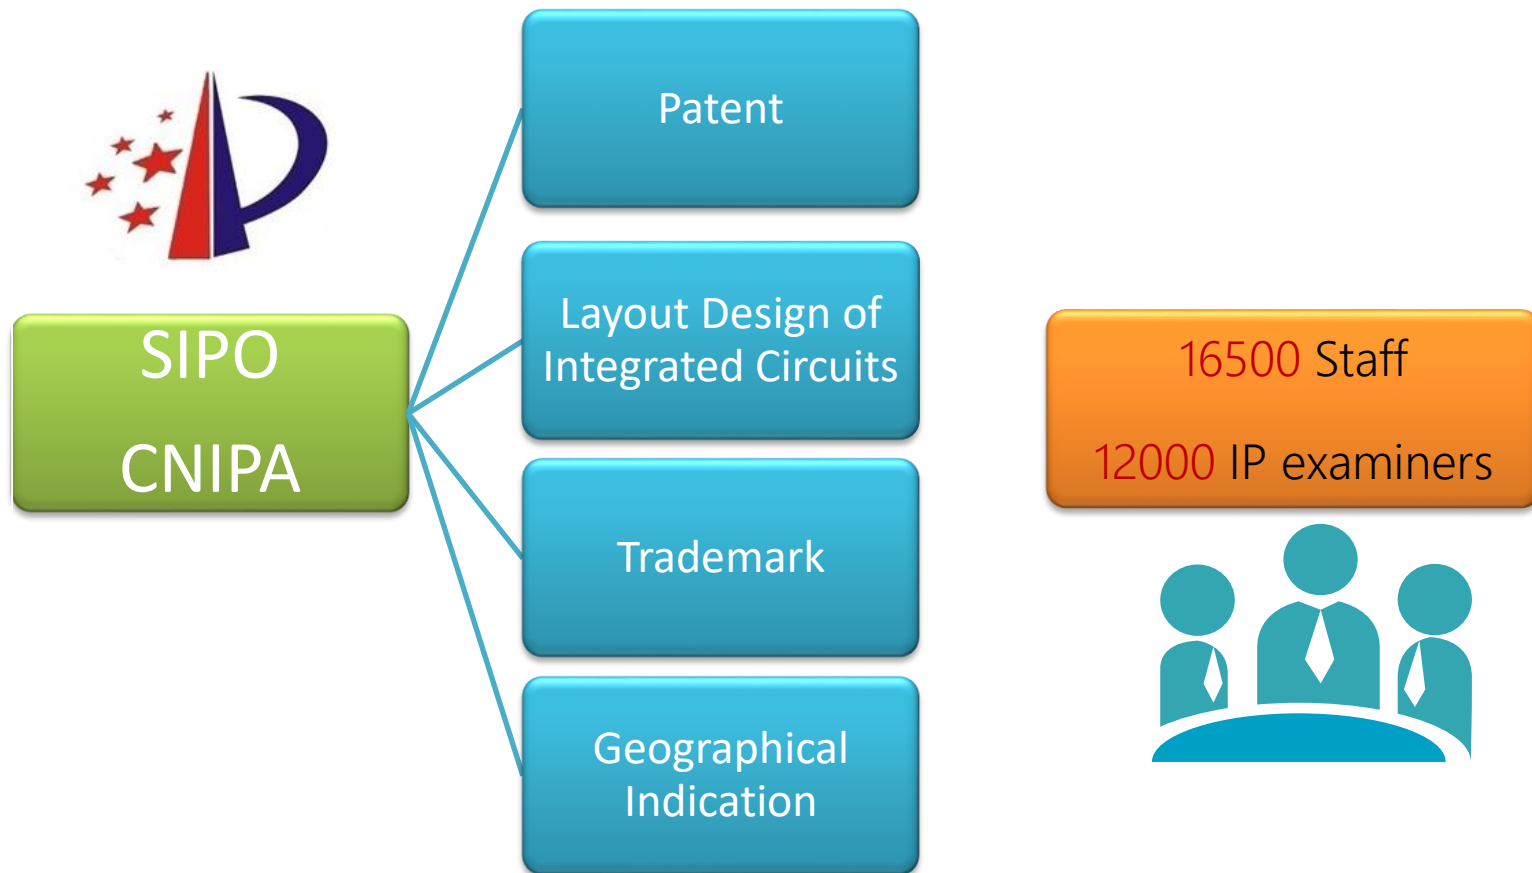 SIPO
CNIPA
Patent
Layout Design of
Integrated Circuits
Trademark
Geographical
Indication
16500 Staff
12000 IP examiners